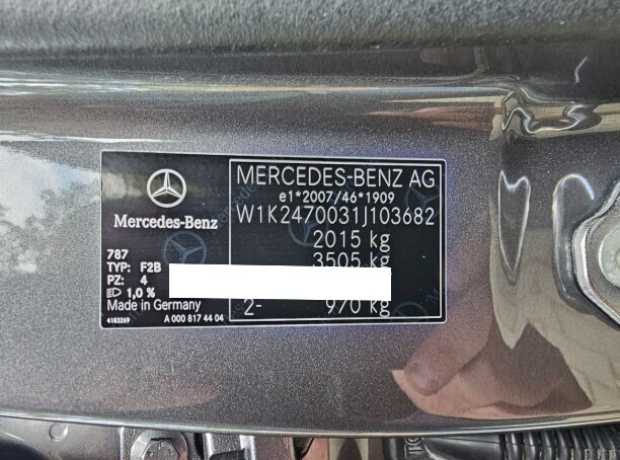 MERCEDES-BENZ AG
e1*2007/46*1909
W1K2470031J103682
2015 kg
3505 kg
2- 970 kg
Mercedes-Benz
787
TYP: F2B
PZ: 4
1,0 %
Made in Germany
4183269 A 000 817 44 04